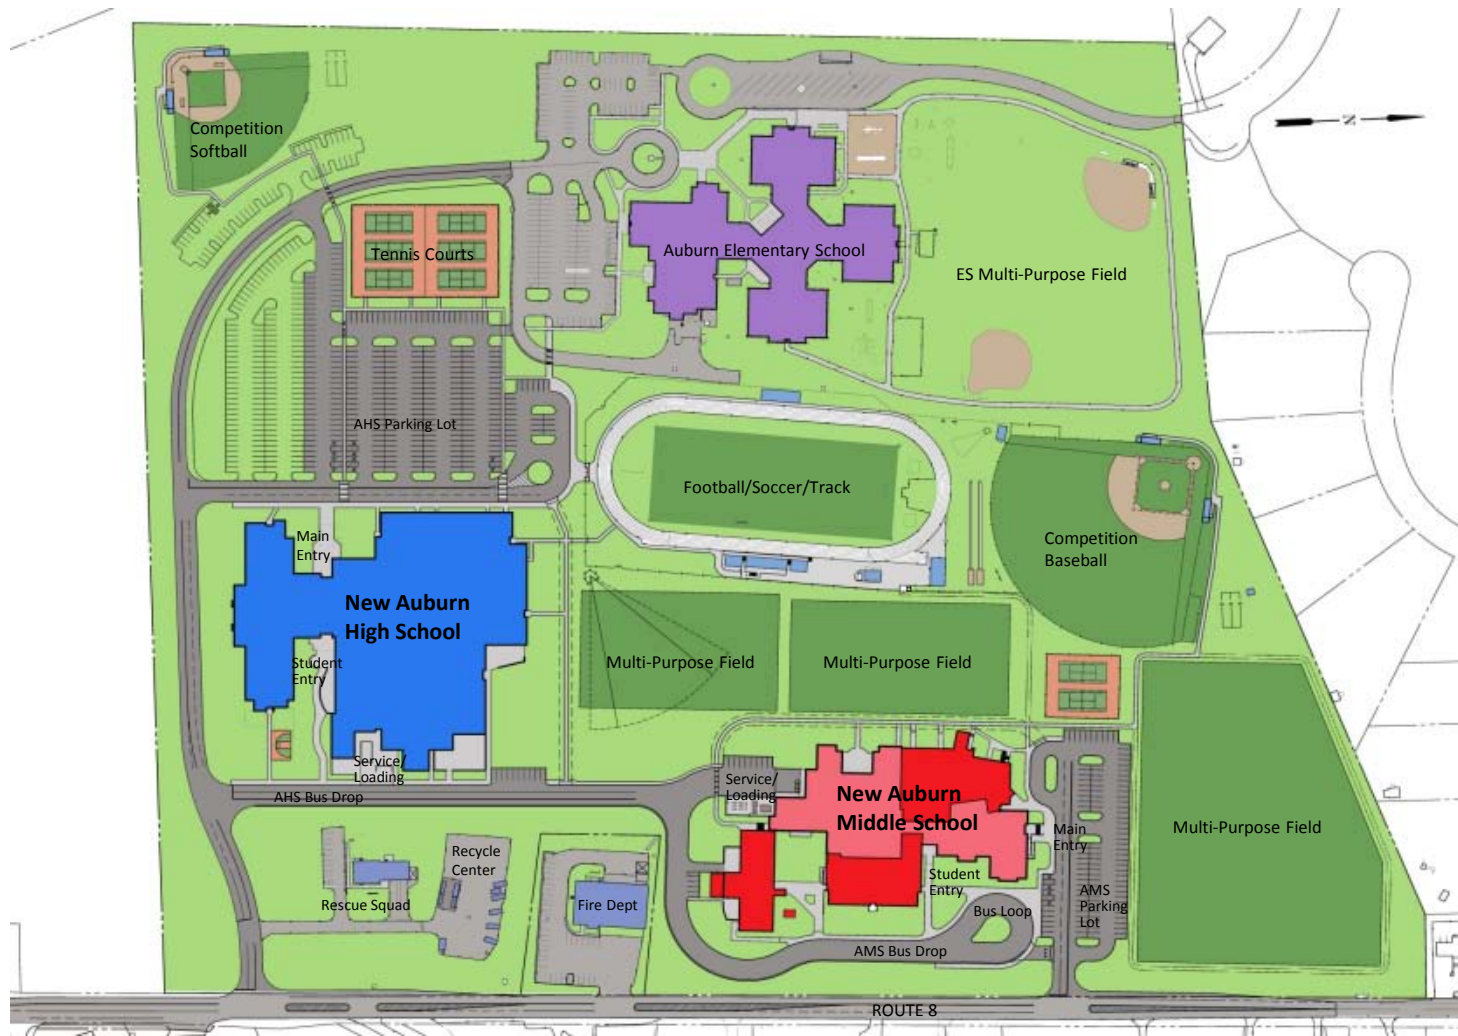 Competition
Softball
N
Tennis Courts
Auburn Elementary School
ES Multi-Purpose Field
AHS Parking Lot
Football/Soccer/Track
Competition
Baseball
Main
Entry
New Auburn
High School
Student
Entry
Multi-Purpose Field
Multi-Purpose Field
Service/
Loading
AHS Bus Drop
Service/
Loading
New Auburn
Middle School
Main
Entry
Multi-Purpose Field
Recycle
Center
Rescue Squad
Fire Dept
Student
Entry
Bus Loop
AMS
Parking
Lot
AMS Bus Drop
ROUTE 8